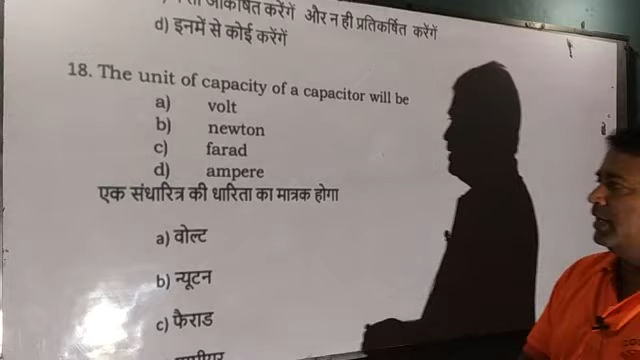 आकर्षित करेंगें और न ही प्रतिकर्षित करेंगें
d) इनमें से कोई करेंगें
18. The unit of capacity of a capacitor will be
a) volt
b) newton
c) farad
d) ampere
एक संधारित्र की धारिता का मात्रक होगा
a) वोल्ट
b) न्यूटन
c) फैराड